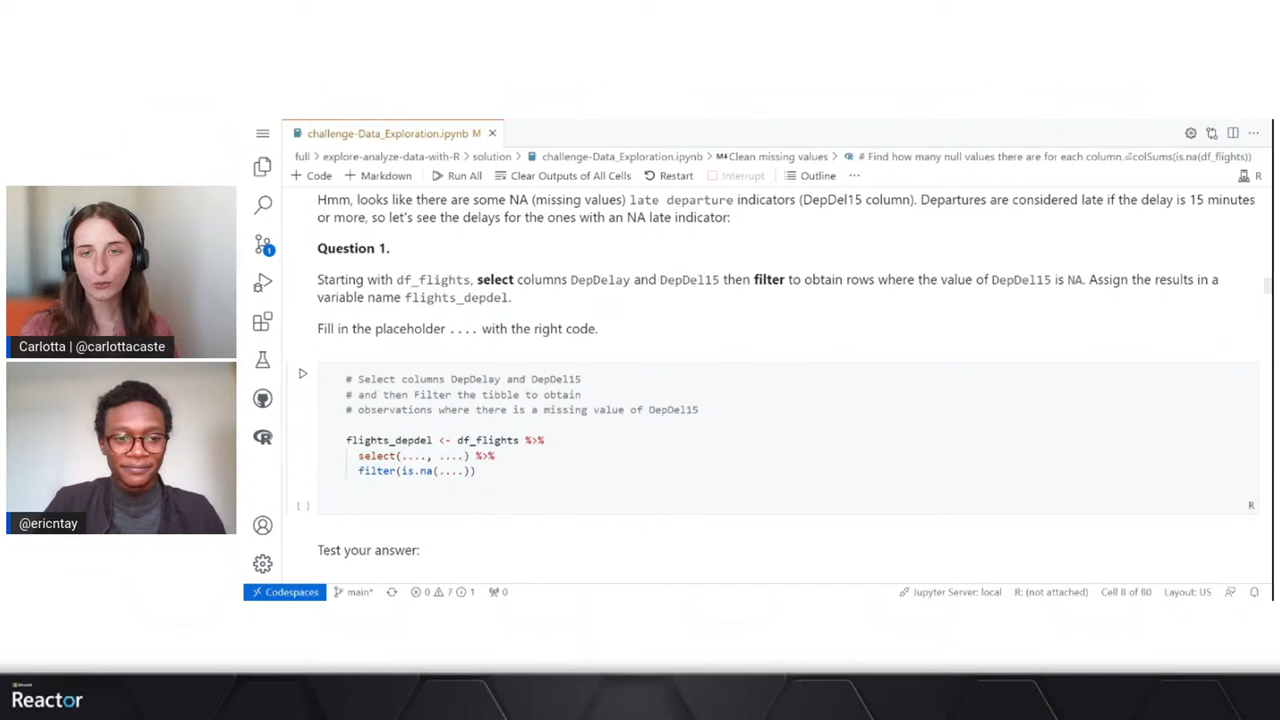 challenge-Data_Exploration.ipynb M
full > explore-analyze-data-with-R > solution > challenge-Data_Exploration.ipynb > M↓Clean missing values > # Find how many null values there are for each column.⏎colSums(is.na(df_flights))
+ Code + Markdown Run All Clear Outputs of All Cells Restart Interrupt Outline ... R
Hmm, looks like there are some NA (missing values) late departure indicators (DepDel15 column). Departures are considered late if the delay is 15 minutes
or more, so let's see the delays for the ones with an NA late indicator:
Question 1.
Starting with df_flights, select columns DepDelay and DepDel15 then filter to obtain rows where the value of DepDel15 is NA. Assign the results in a
variable name flights_depdel.
Fill in the placeholder .... with the right code.
# Select columns DepDelay and DepDel15
# and then Filter the tibble to obtain
# observations where there is a missing value of DepDel15
flights_depdel <- df_flights %>%
select(...., ....) %>%
filter(is.na(....))
[ ]
R
Test your answer:
1
R
Codespaces main* 0 7 1 0 Jupyter Server: local R: (not attached) Cell 8 of 80 Layout: US
Carlotta | @carlottacaste
@ericntay
Microsoft
Reactor